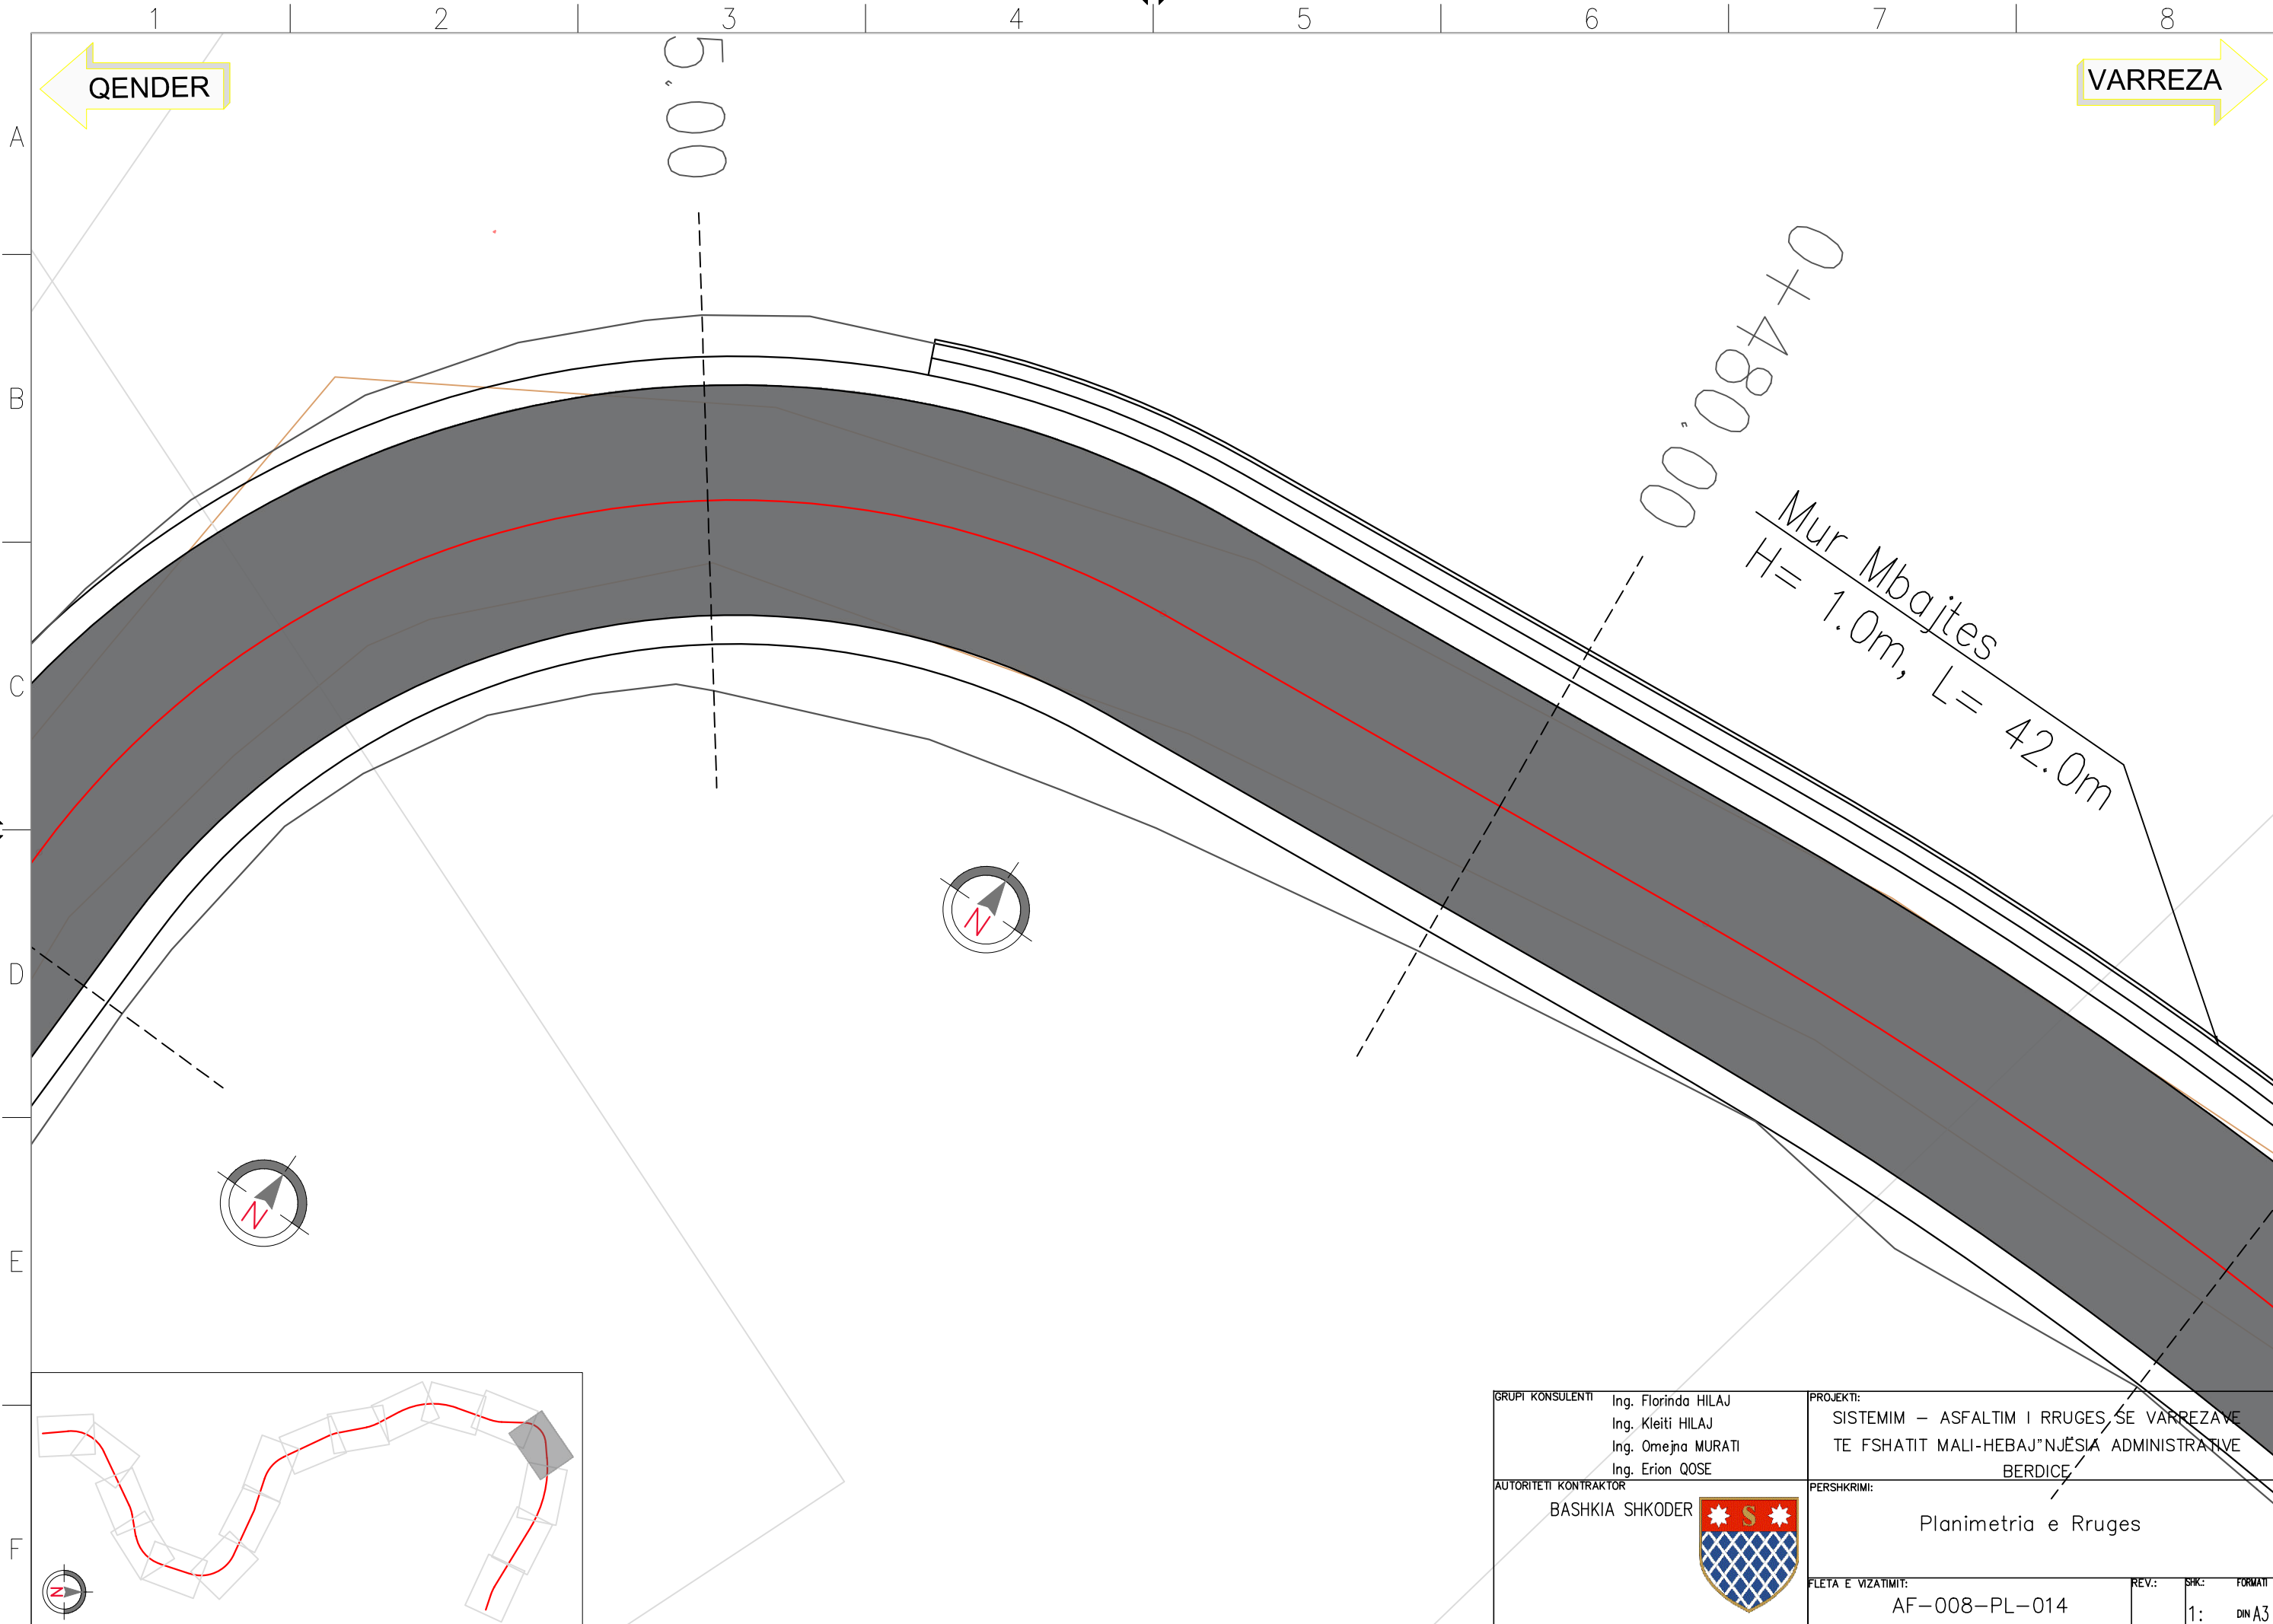 1 2 3 4 5 6 7 8
QENDER
VARREZA
A
B
C
D
E
F
5.00
0+480.00
Mur Mbajtes
H= 1.0m, L= 42.0m
N
N
N
GRUPI KONSULENTI
Ing. Florinda HILAJ
Ing. Kleiti HILAJ
Ing. Omejna MURATI
Ing. Erion QOSE
PROJEKTI:
SISTEMIM – ASFALTIM I RRUGES SE VARREZAVE
TE FSHATIT MALI-HEBAJ"NJËSIA ADMINISTRATIVE
BERDICE
AUTORITETI KONTRAKTOR
BASHKIA SHKODER
S
PERSHKRIMI:
Planimetria e Rruges
FLETA E VIZATIMIT:
AF–008–PL–014
REV.:
SHK.:
1:
FORMATI
DIN A3